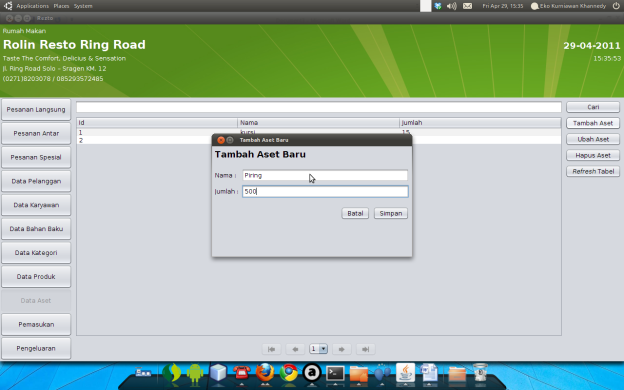 Applications Places System
Fri Apr 29, 15:35 Eko Kurniawan Khannedy
Resto
Rumah Makan
Rolin Resto Ring Road
Taste The Comfort, Delicius & Sensation
Jl. Ring Road Solo - Sragen KM. 12
(0271)8203078 / 085293572485
29-04-2011
15:35:53
Pesanan Langsung
Pesanan Antar
Pesanan Spesial
Data Pelanggan
Data Karyawan
Data Bahan Baku
Data Kategori
Data Produk
Data Aset
Pemasukan
Pengeluaran
Cari
Tambah Aset
Ubah Aset
Hapus Aset
Refresh Tabel
Id Nama Jumlah
1 kursi 15
2
Tambah Aset Baru
Tambah Aset Baru
Nama : Piring
Jumlah : 500
Batal Simpan
1